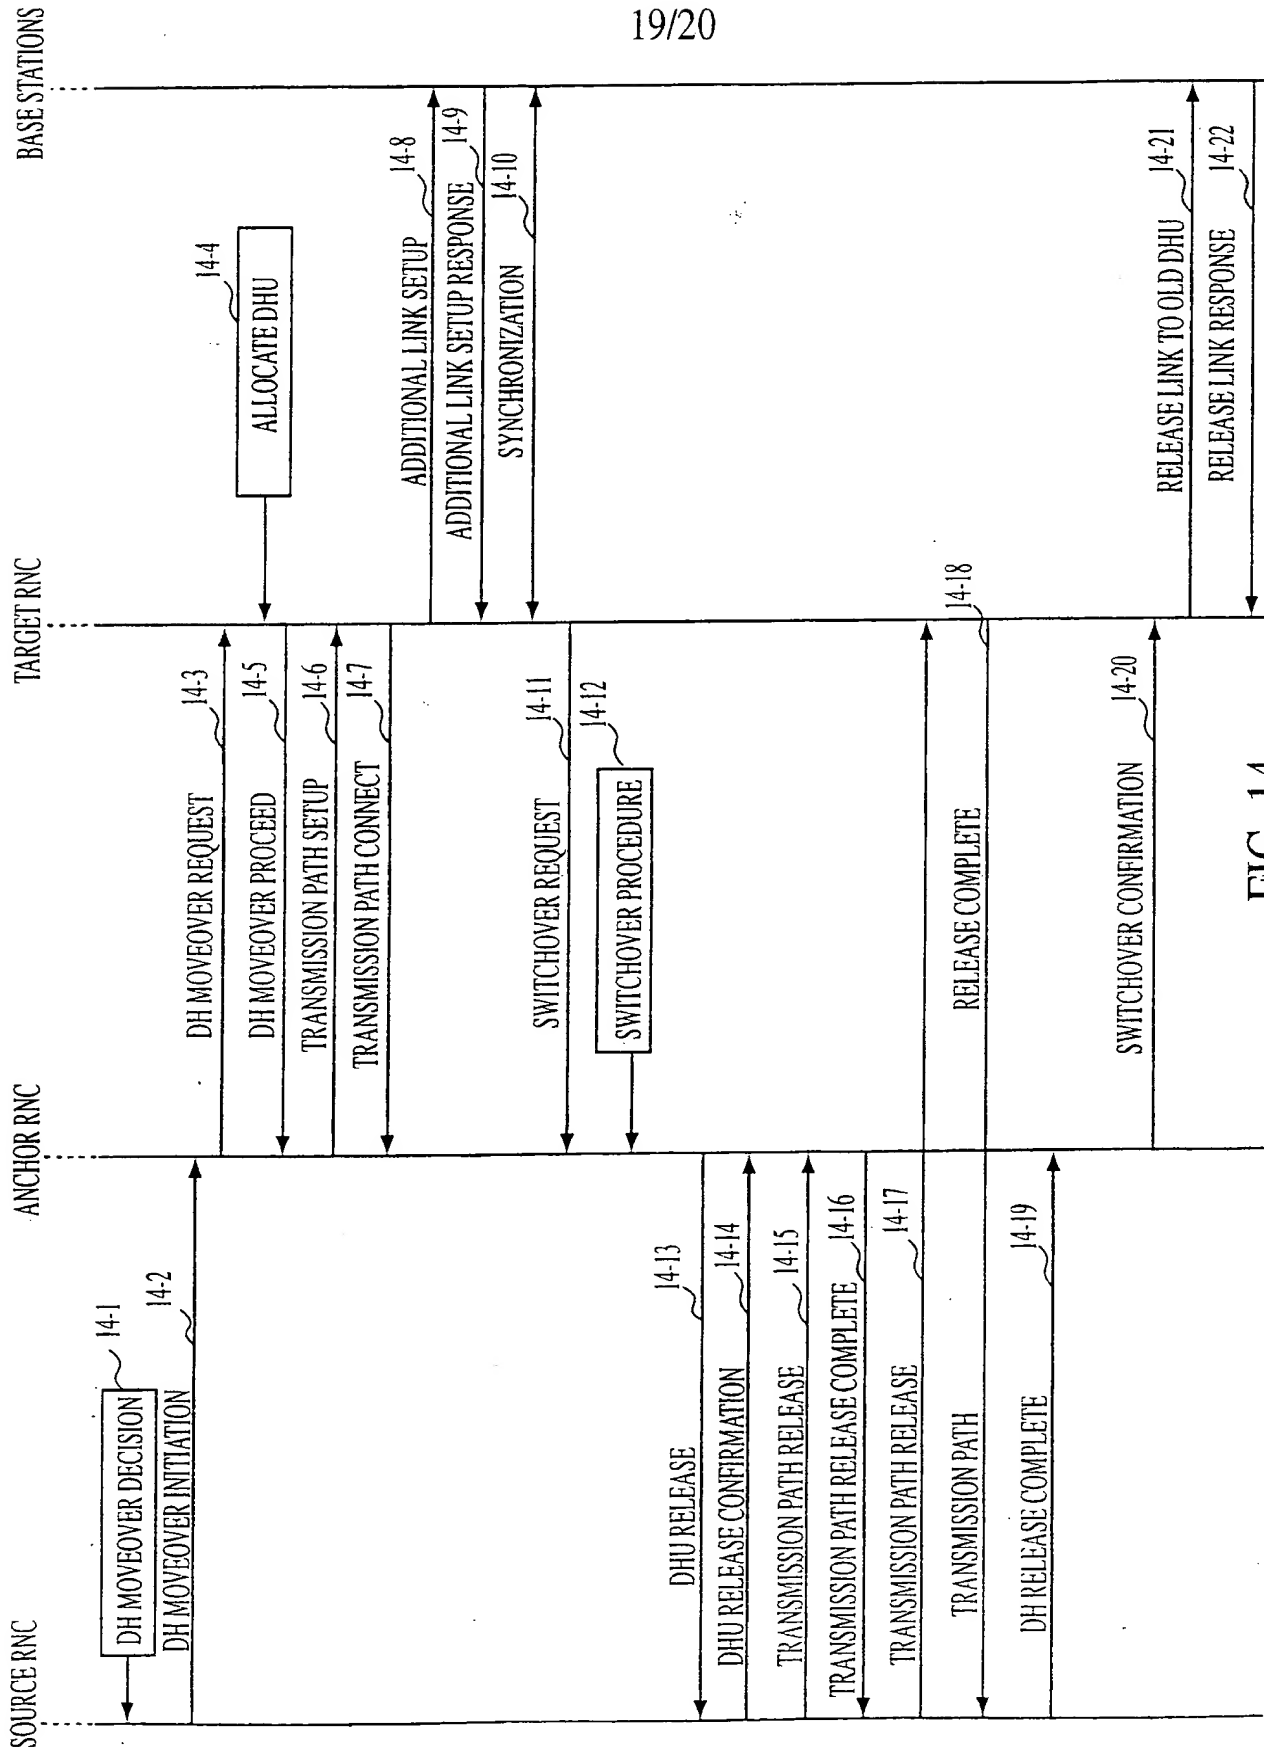 19/20
SOURCE RNC
ANCHOR RNC
TARGET RNC
BASE STATIONS
DH MOVEOVER DECISION
14-1
DH MOVEOVER INITIATION
14-2
DH MOVEOVER REQUEST
14-3
ALLOCATE DHU
14-4
DH MOVEOVER PROCEED
14-5
TRANSMISSION PATH SETUP
14-6
TRANSMISSION PATH CONNECT
14-7
ADDITIONAL LINK SETUP
14-8
ADDITIONAL LINK SETUP RESPONSE
14-9
SYNCHRONIZATION
14-10
SWITCHOVER REQUEST
14-11
SWITCHOVER PROCEDURE
14-12
DHU RELEASE
14-13
DHU RELEASE CONFIRMATION
14-14
TRANSMISSION PATH RELEASE
14-15
TRANSMISSION PATH RELEASE COMPLETE
14-16
TRANSMISSION PATH RELEASE
14-17
TRANSMISSION PATH
RELEASE COMPLETE
14-18
DH RELEASE COMPLETE
14-19
SWITCHOVER CONFIRMATION
14-20
RELEASE LINK TO OLD DHU
14-21
RELEASE LINK RESPONSE
14-22
FIG. 14